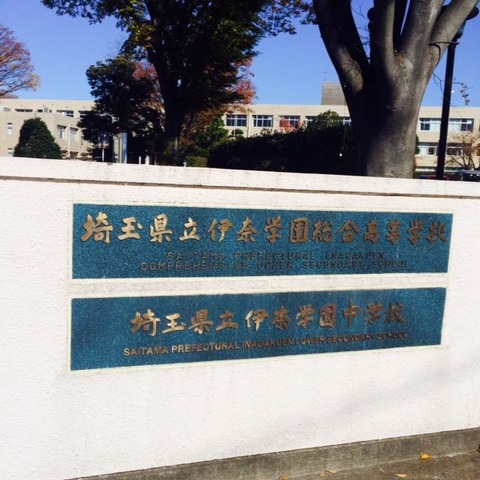 埼玉県立伊奈学園総合高等学校
SAITAMA PREFECTURAL INAGAKUEN
COMPREHENSIVE UPPER SECONDARY SCHOOL
埼玉県立伊奈学園中学校
SAITAMA PREFECTURAL INAGAKUEN LOWER SECONDARY SCHOOL